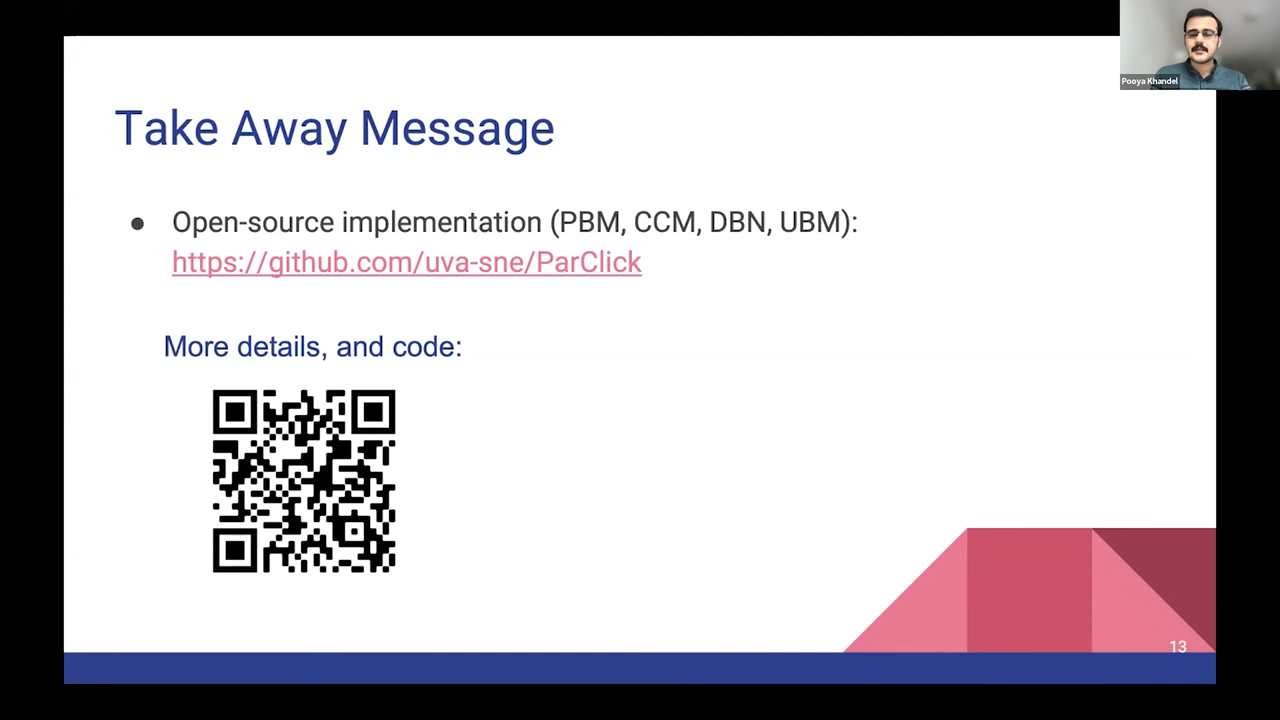 Pooya Khandel
Take Away Message
● Open-source implementation (PBM, CCM, DBN, UBM):
https://github.com/uva-sne/ParClick
More details, and code:
13